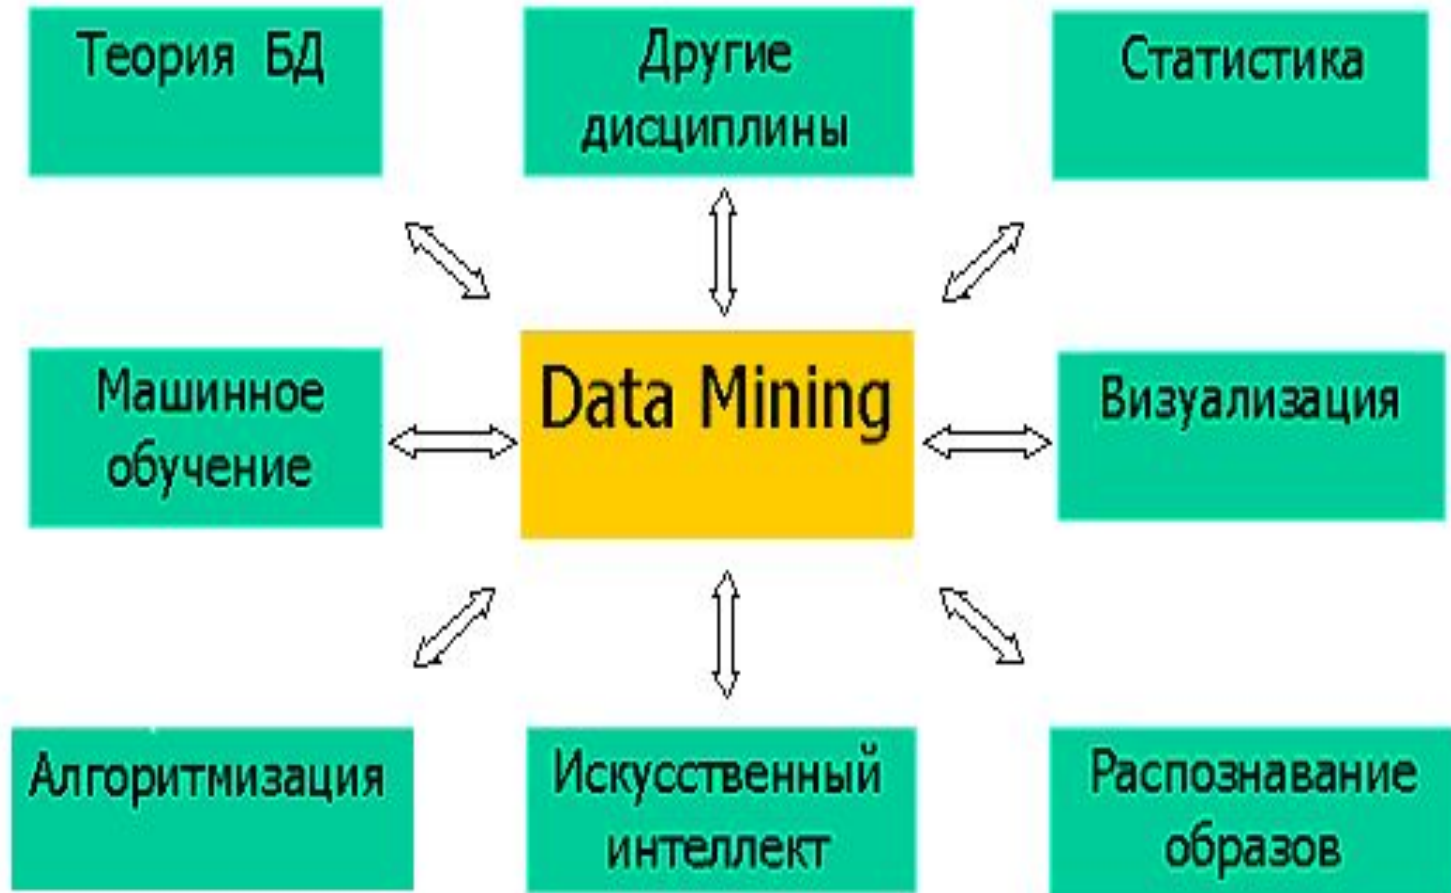 Теория БД
Другие
дисциплины
Статистика
Машинное
обучение
Data Mining
Визуализация
Алгоритмизация
Искусственный
интеллект
Распознавание
образов